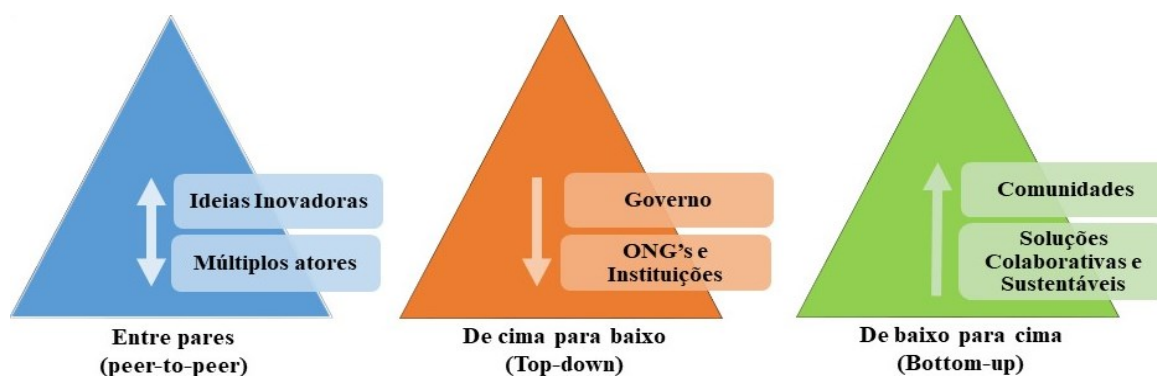 Ideias Inovadoras
Múltiplos atores
Entre pares
(peer-to-peer)
Governo
ONG's e
Instituições
De cima para baixo
(Top-down)
Comunidades
Soluções
Colaborativas e
Sustentáveis
De baixo para cima
(Bottom-up)